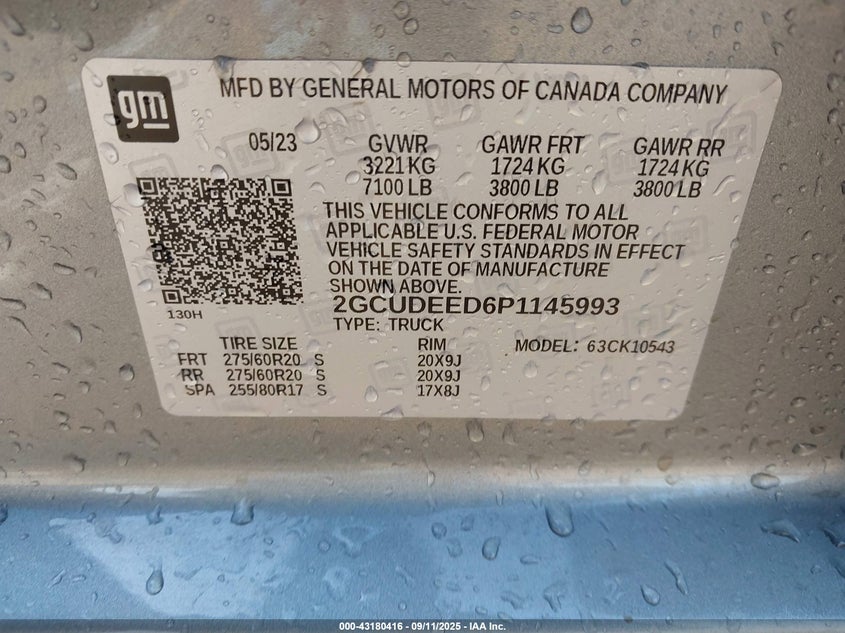 gm
MFD BY GENERAL MOTORS OF CANADA COMPANY
05/23 GVWR GAWR FRT GAWR RR
3221 KG 1724 KG 1724 KG
7100 LB 3800 LB 3800 LB
THIS VEHICLE CONFORMS TO ALL
APPLICABLE U.S. FEDERAL MOTOR
VEHICLE SAFETY STANDARDS IN EFFECT
ON THE DATE OF MANUFACTURE
SHOWN ABOVE.
2GCUDEED6P1145993
130H
TYPE: TRUCK
TIRE SIZE RIM MODEL: 63CK10543
FRT 275/60R20 S 20X9J
RR 275/60R20 S 20X9J
SPA 255/80R17 S 17X8J
000-43180416 - 09/11/2025 - IAA Inc.